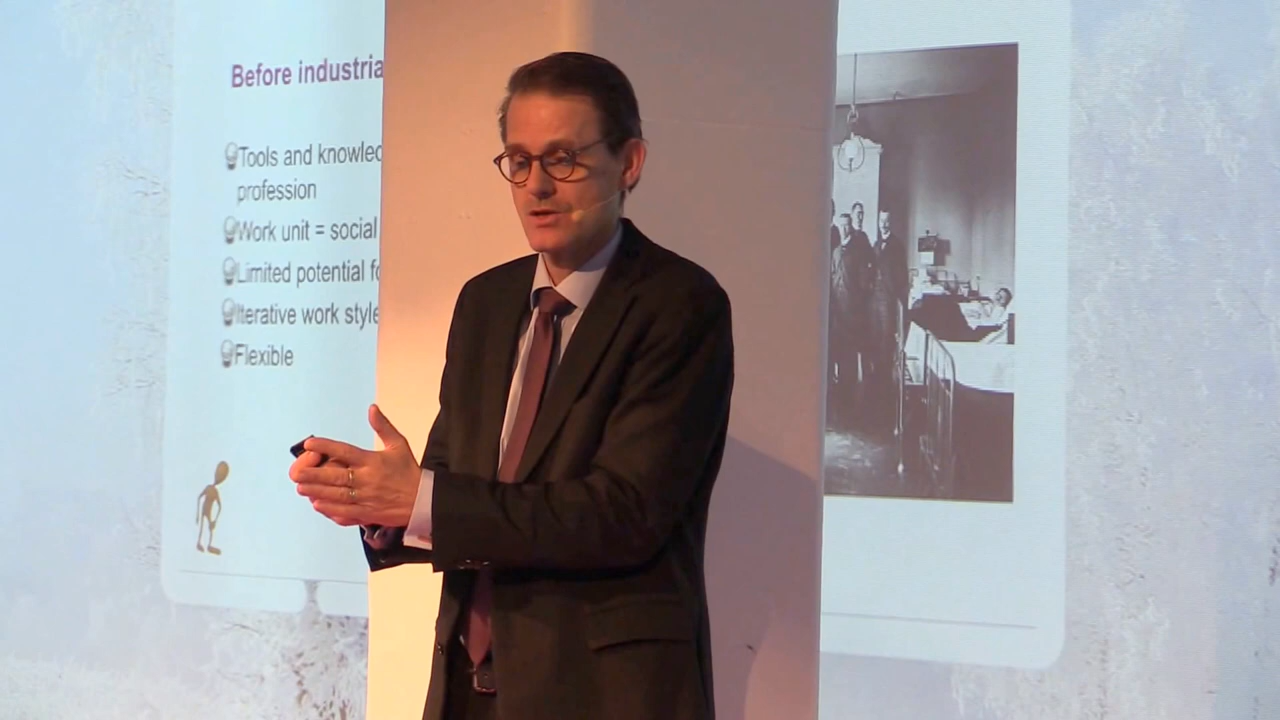 Before industria
Tools and knowled
profession
Work unit = social
Limited potential fo
Iterative work style
Flexible